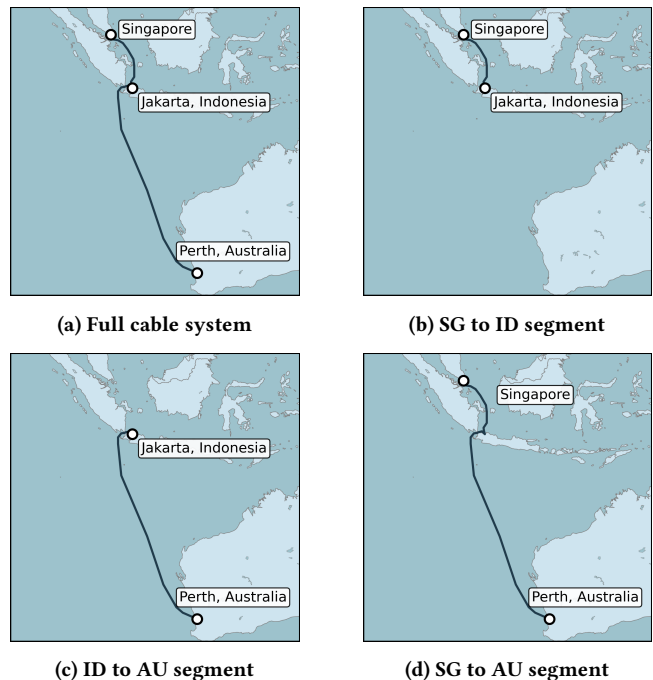 Singapore
Jakarta, Indonesia
Perth, Australia
(a) Full cable system
Singapore
Jakarta, Indonesia
(b) SG to ID segment
Jakarta, Indonesia
Perth, Australia
(c) ID to AU segment
Singapore
Perth, Australia
(d) SG to AU segment